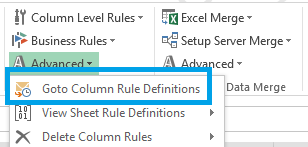 Column Level Rules
Excel Merge
Business Rules
Setup Server Merge
Advanced
Advanced
Goto Column Rule Definitions
Data Merge
View Sheet Rule Definitions
Delete Column Rules